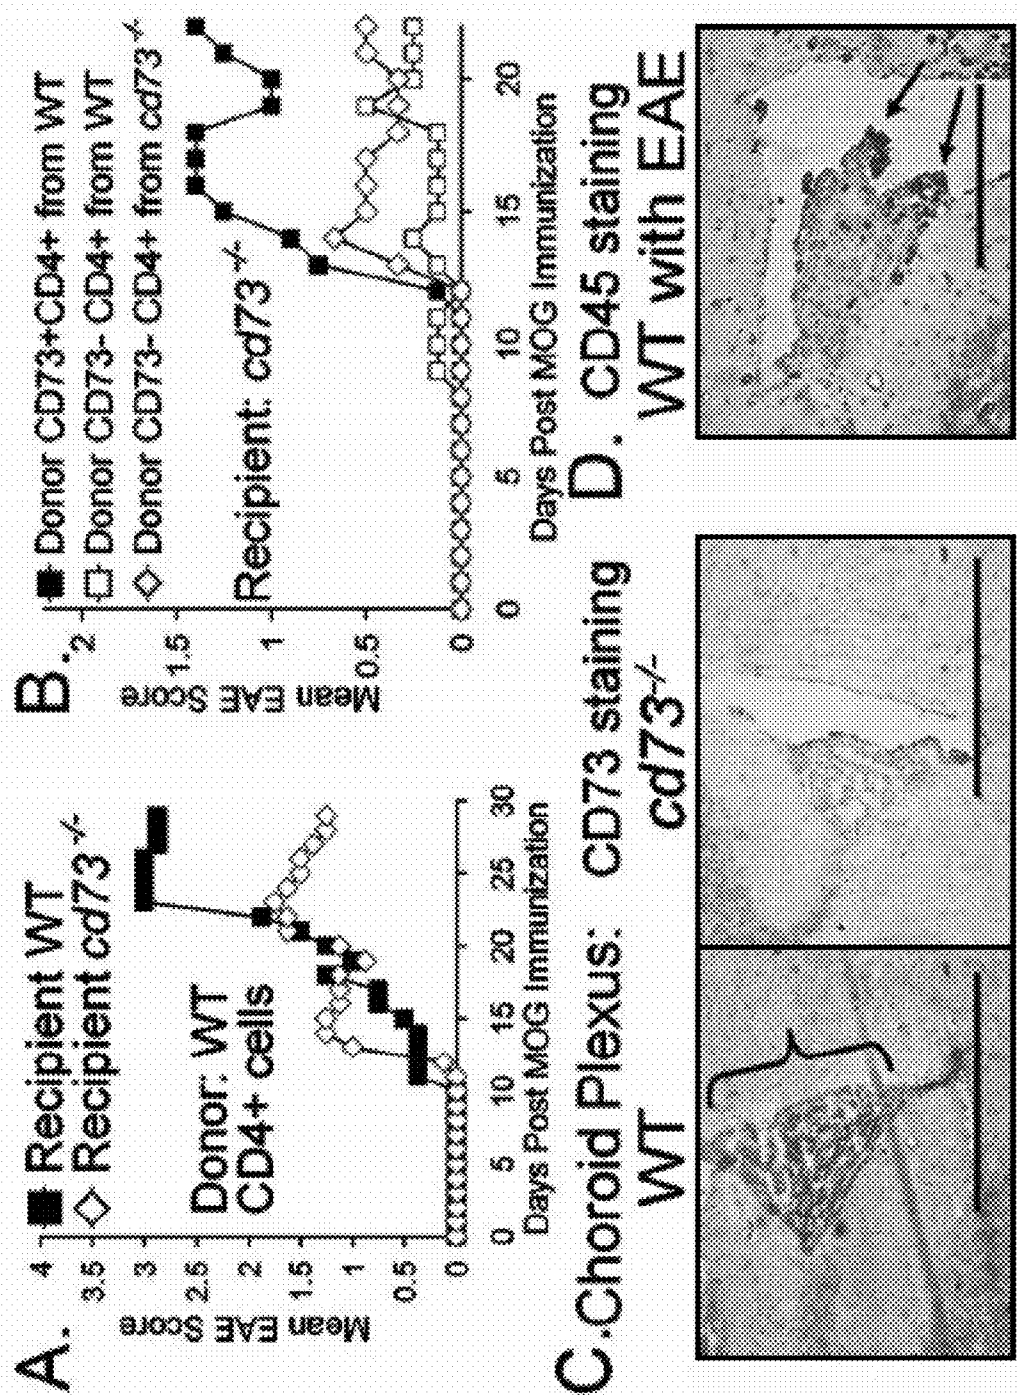 A.
Recipient WT
Recipient cd73-/-
Donor: WT
CD4+ cells
Mean EAE Score
4
3.5
3
2.5
2
1.5
1
0.5
0
0 5 10 15 20 25 30
Days Post MOG Immunization
B.
Donor CD73+CD4+ from WT
Donor CD73- CD4+ from WT
Donor CD73- CD4+ from cd73-/-
Recipient: cd73-/-
Mean EAE Score
2
1.5
1
0.5
0
0 5 10 15 20
Days Post MOG Immunization
C.Choroid Plexus: CD73 staining
WT cd73-/-
D. CD45 staining
WT with EAE